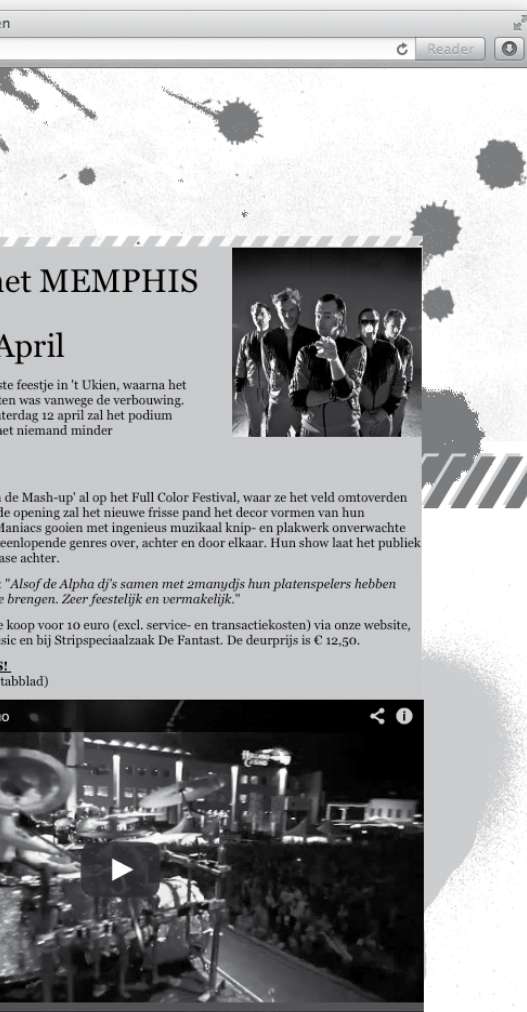 en
Reader
net MEMPHIS
April
ste feestje in 't Ukien, waarna het
ten was vanwege de verbouwing.
terdag 12 april zal het podium
net niemand minder
n de Mash-up' al op het Full Color Festival, waar ze het veld omtoverden
de opening zal het nieuwe frisse pand het decor vormen van hun
Maniacs gooien met ingenieus muzikaal knip- en plakwerk onverwachte
eenlopende genres over, achter en door elkaar. Hun show laat het publiek
ase achter.
: "Alsof de Alpha dj's samen met 2manydjs hun platenspelers hebben
e brengen. Zeer feestelijk en vermakelijk."
e koop voor 10 euro (excl. service- en transactiekosten) via onze website,
sic en bij Stripspeciaalzaak De Fantast. De deurprijs is € 12,50.
S!
tabblad)
uo